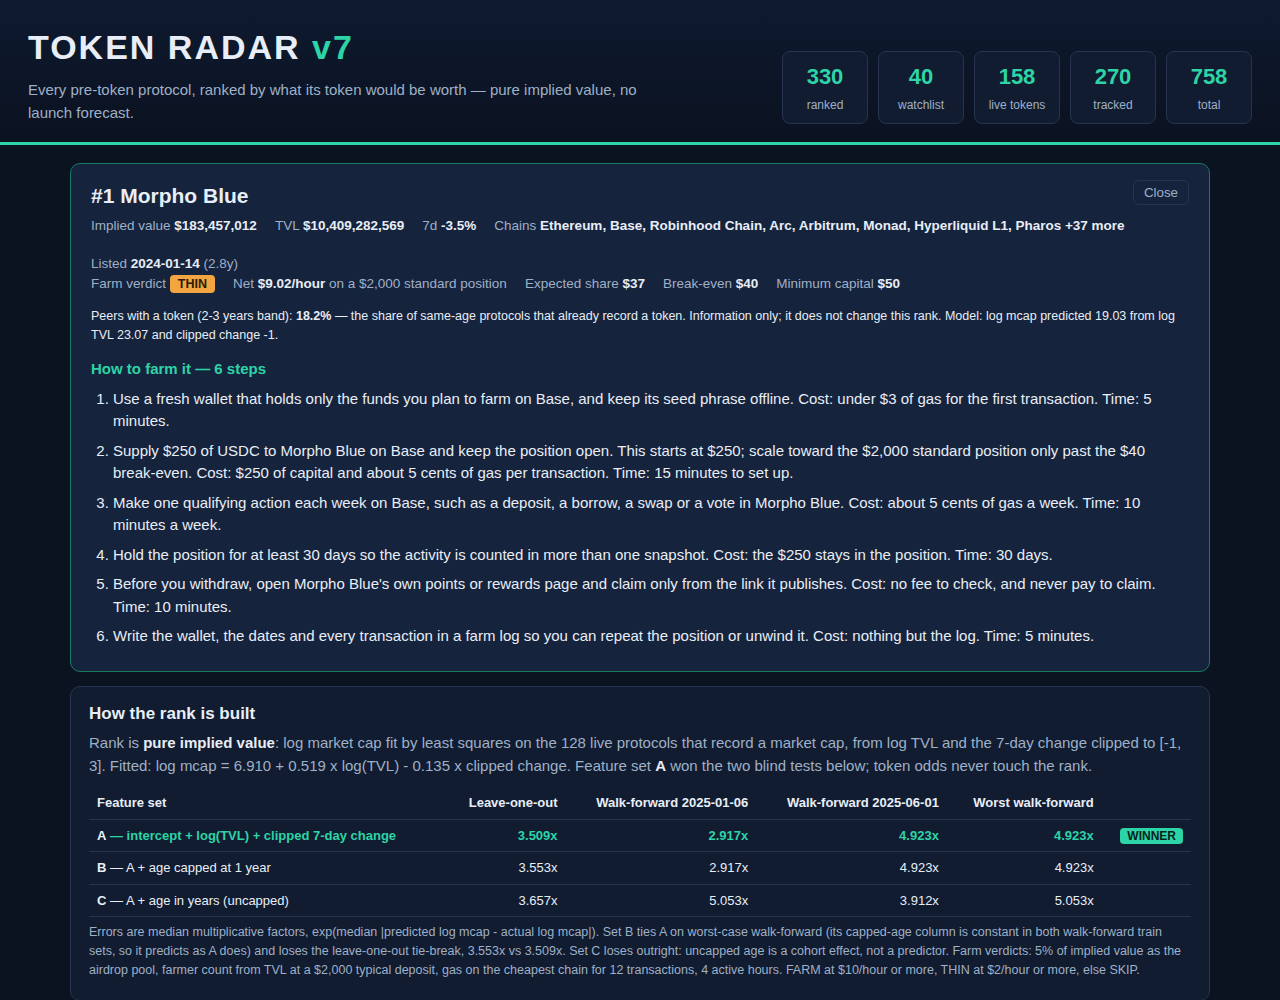 TOKEN RADAR v7
Every pre-token protocol, ranked by what its token would be worth — pure implied value, no
launch forecast.
330
ranked
40
watchlist
158
live tokens
270
tracked
758
total
#1 Morpho Blue
Close
Implied value $183,457,012 TVL $10,409,282,569 7d -3.5% Chains Ethereum, Base, Robinhood Chain, Arc, Arbitrum, Monad, Hyperliquid L1, Pharos +37 more
Listed 2024-01-14 (2.8y)
Farm verdict THIN Net $9.02/hour on a $2,000 standard position Expected share $37 Break-even $40 Minimum capital $50
Peers with a token (2-3 years band): 18.2% — the share of same-age protocols that already record a token. Information only; it does not change this rank. Model: log mcap predicted 19.03 from log
TVL 23.07 and clipped change -1.
How to farm it — 6 steps
1. Use a fresh wallet that holds only the funds you plan to farm on Base, and keep its seed phrase offline. Cost: under $3 of gas for the first transaction. Time: 5
minutes.
2. Supply $250 of USDC to Morpho Blue on Base and keep the position open. This starts at $250; scale toward the $2,000 standard position only past the $40
break-even. Cost: $250 of capital and about 5 cents of gas per transaction. Time: 15 minutes to set up.
3. Make one qualifying action each week on Base, such as a deposit, a borrow, a swap or a vote in Morpho Blue. Cost: about 5 cents of gas a week. Time: 10
minutes a week.
4. Hold the position for at least 30 days so the activity is counted in more than one snapshot. Cost: the $250 stays in the position. Time: 30 days.
5. Before you withdraw, open Morpho Blue's own points or rewards page and claim only from the link it publishes. Cost: no fee to check, and never pay to claim.
Time: 10 minutes.
6. Write the wallet, the dates and every transaction in a farm log so you can repeat the position or unwind it. Cost: nothing but the log. Time: 5 minutes.
How the rank is built
Rank is pure implied value: log market cap fit by least squares on the 128 live protocols that record a market cap, from log TVL and the 7-day change clipped to [-1,
3]. Fitted: log mcap = 6.910 + 0.519 x log(TVL) - 0.135 x clipped change. Feature set A won the two blind tests below; token odds never touch the rank.
Feature set Leave-one-out Walk-forward 2025-01-06 Walk-forward 2025-06-01 Worst walk-forward
A — intercept + log(TVL) + clipped 7-day change 3.509x 2.917x 4.923x 4.923x WINNER
B — A + age capped at 1 year 3.553x 2.917x 4.923x 4.923x
C — A + age in years (uncapped) 3.657x 5.053x 3.912x 5.053x
Errors are median multiplicative factors, exp(median |predicted log mcap - actual log mcap|). Set B ties A on worst-case walk-forward (its capped-age column is constant in both walk-forward train
sets, so it predicts as A does) and loses the leave-one-out tie-break, 3.553x vs 3.509x. Set C loses outright: uncapped age is a cohort effect, not a predictor. Farm verdicts: 5% of implied value as the
airdrop pool, farmer count from TVL at a $2,000 typical deposit, gas on the cheapest chain for 12 transactions, 4 active hours. FARM at $10/hour or more, THIN at $2/hour or more, else SKIP.